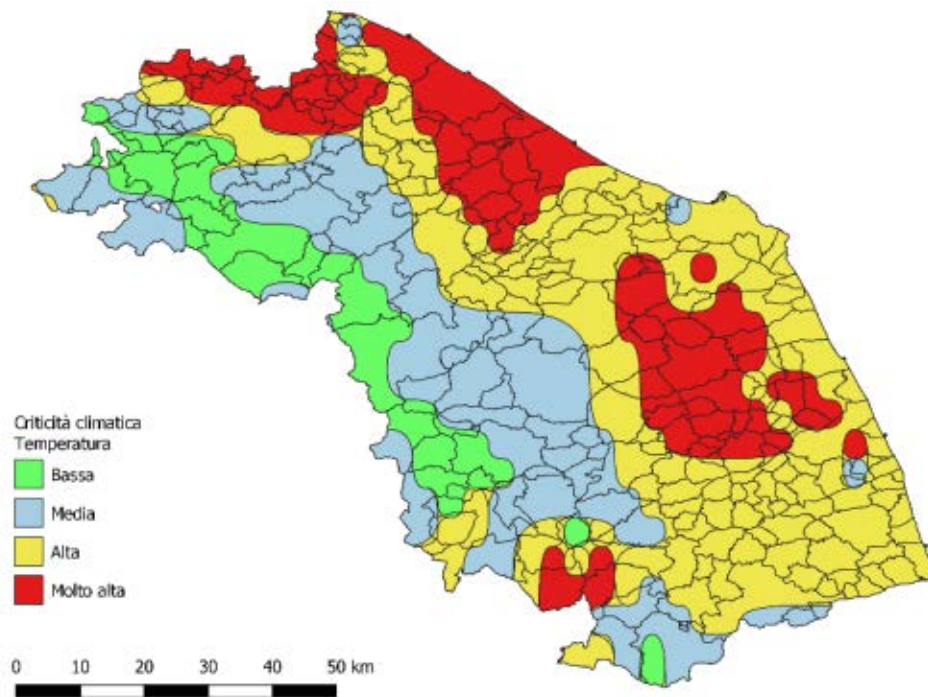 Criticità climatica
Temperatura
Bassa
Media
Alta
Molto alta
0 10 20 30 40 50 km